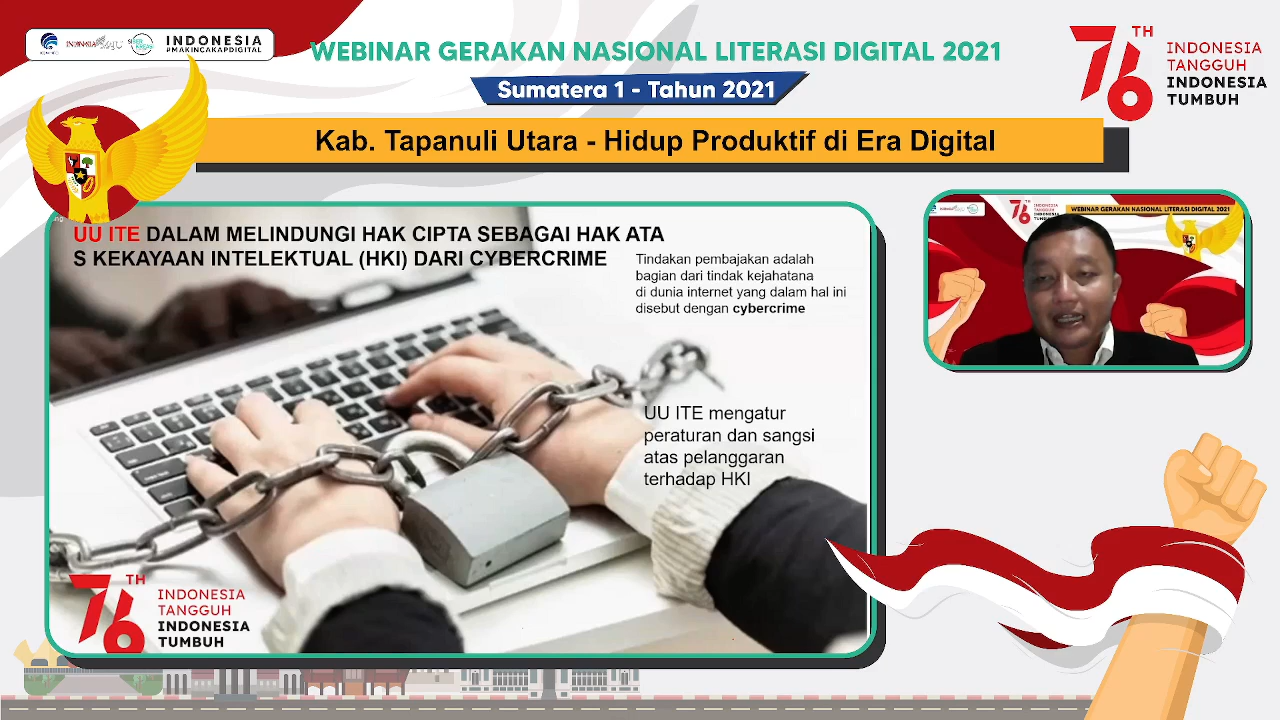 INDONESIA
#MAKINCAKAPDIGITAL
WEBINAR GERAKAN NASIONAL LITERASI DIGITAL 2021
Sumatera 1 - Tahun 2021
Kab. Tapanuli Utara - Hidup Produktif di Era Digital
76TH
INDONESIA
TANGGUH
INDONESIA
TUMBUH
UU ITE DALAM MELINDUNGI HAK CIPTA SEBAGAI HAK ATA
S KEKAYAAN INTELEKTUAL (HKI) DARI CYBERCRIME
Tindakan pembajakan adalah
bagian dari tindak kejahatana
di dunia internet yang dalam hal ini
disebut dengan cybercrime
UU ITE mengatur
peraturan dan sangsi
atas pelanggaran
terhadap HKI
76TH
INDONESIA
TANGGUH
INDONESIA
TUMBUH
76
WEBINAR GERAKAN NASIONAL LITERASI DIGITAL 2021